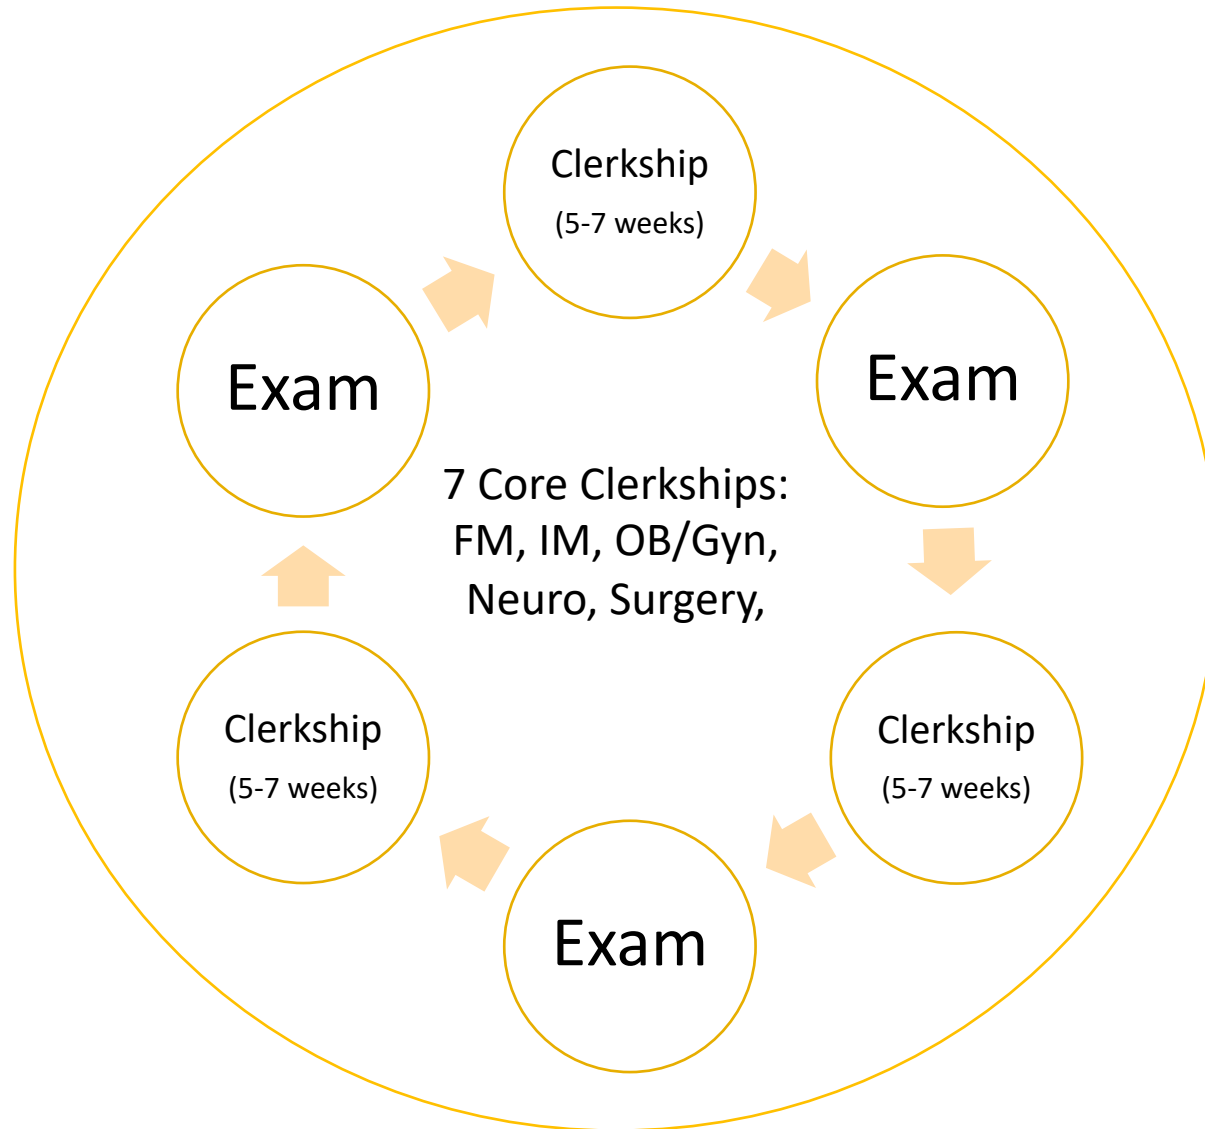 Clerkship
(5-7 weeks)
Exam
Exam
7 Core Clerkships:
FM, IM, OB/Gyn,
Neuro, Surgery,
Clerkship
(5-7 weeks)
Clerkship
(5-7 weeks)
Exam